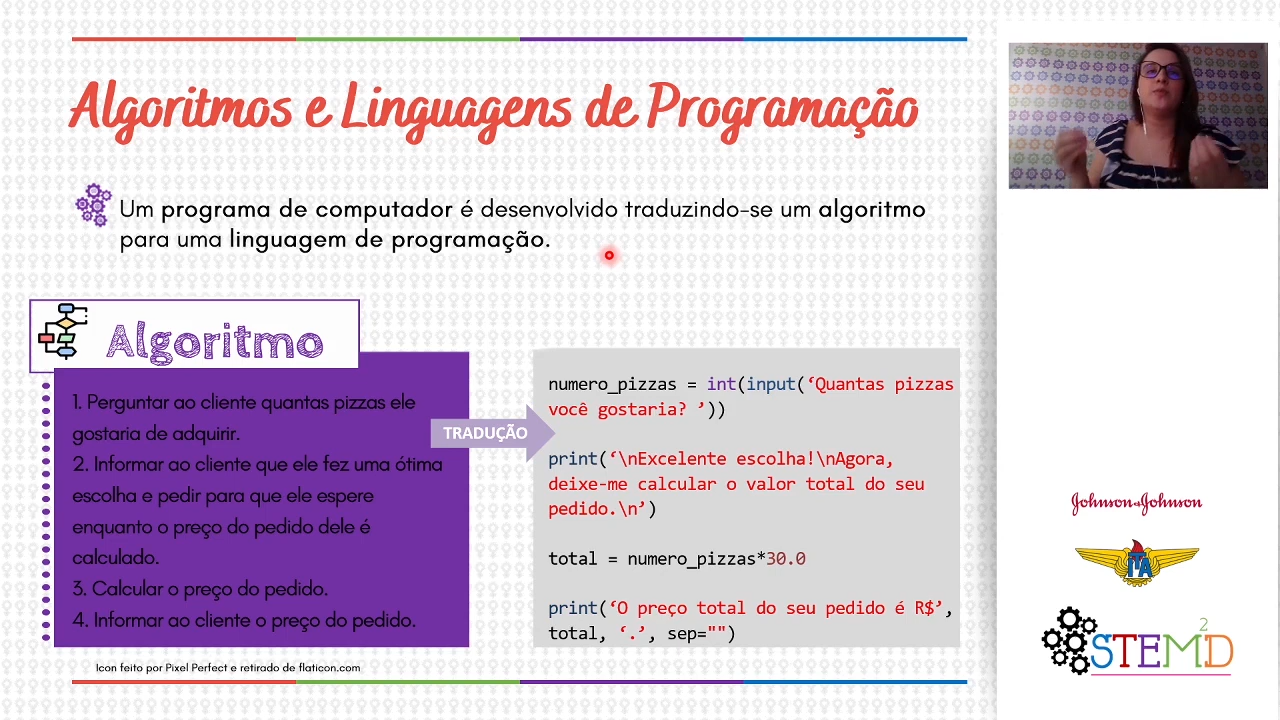 Algoritmos e Linguagens de Programação
Um programa de computador é desenvolvido traduzindo-se um algoritmo
para uma linguagem de programação.
Algoritmo
1. Perguntar ao cliente quantas pizzas ele
gostaria de adquirir.
2. Informar ao cliente que ele fez uma ótima
escolha e pedir para que ele espere
enquanto o preço do pedido dele é
calculado.
3. Calcular o preço do pedido.
4. Informar ao cliente o preço do pedido.
TRADUÇÃO
numero_pizzas = int(input(‘Quantas pizzas
você gostaria? ’))
print(‘\nExcelente escolha!\nAgora,
deixe-me calcular o valor total do seu
pedido.\n’)
total = numero_pizzas*30.0
print(‘O preço total do seu pedido é R$’,
total, ‘.’, sep="")
Icon feito por Pixel Perfect e retirado de flaticon.com
Johnson & Johnson
ITA
STEM2D